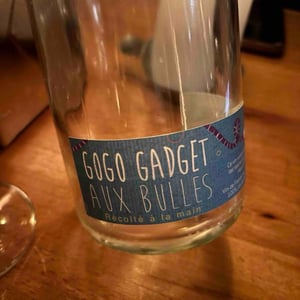 GOGO GADGET
AUX BULLES
Récolté à la main